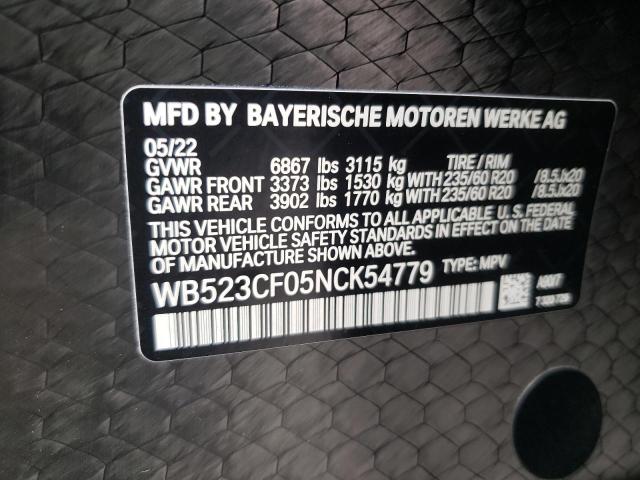 MFD BY BAYERISCHE MOTOREN WERKE AG
05/22
GVWR 6867 lbs 3115 kg TIRE / RIM
GAWR FRONT 3373 lbs 1530 kg WITH 235/60 R20 /8.5Jx20
GAWR REAR 3902 lbs 1770 kg WITH 235/60 R20 /8.5Jx20
THIS VEHICLE CONFORMS TO ALL APPLICABLE U. S. FEDERAL
MOTOR VEHICLE SAFETY STANDARDS IN EFFECT ON THE DATE
OF MANUFACTURE SHOWN ABOVE.
WB523CF05NCK54779 TYPE: MPV